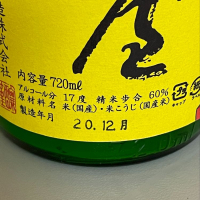 造株式会社
内容量720ml
アルコール分 17度 精米歩合 60%
原材料名 米(国産)・米こうじ(国産米)
製造年月
20.12月